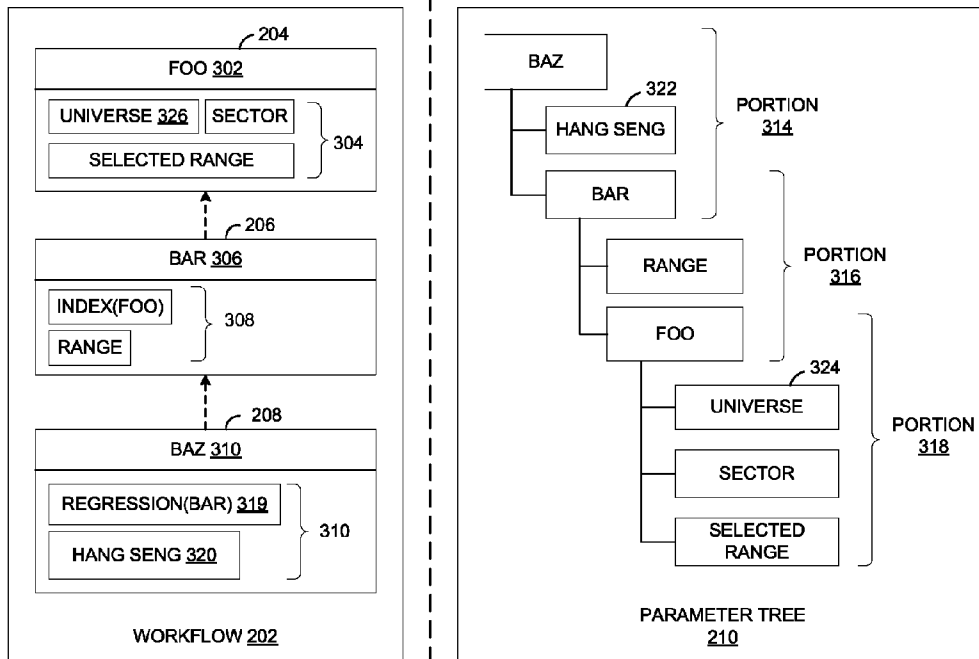 204
FOO 302
UNIVERSE 326
SECTOR
SELECTED RANGE
304
206
BAR 306
INDEX(FOO)
RANGE
308
208
BAZ 310
REGRESSION(BAR) 319
HANG SENG 320
310
WORKFLOW 202
BAZ
322
HANG SENG
BAR
PORTION
314
RANGE
FOO
PORTION
316
324
UNIVERSE
SECTOR
SELECTED
RANGE
PORTION
318
PARAMETER TREE
210